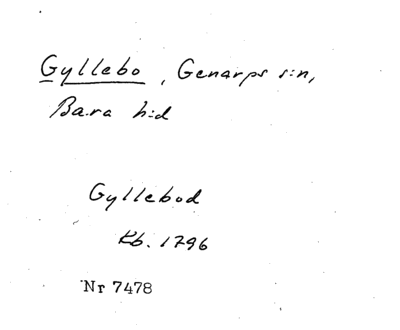 Gyllebo, Genarps s:n,
Bara h:d
Gyllebod
Kb. 1796
Nr 7478